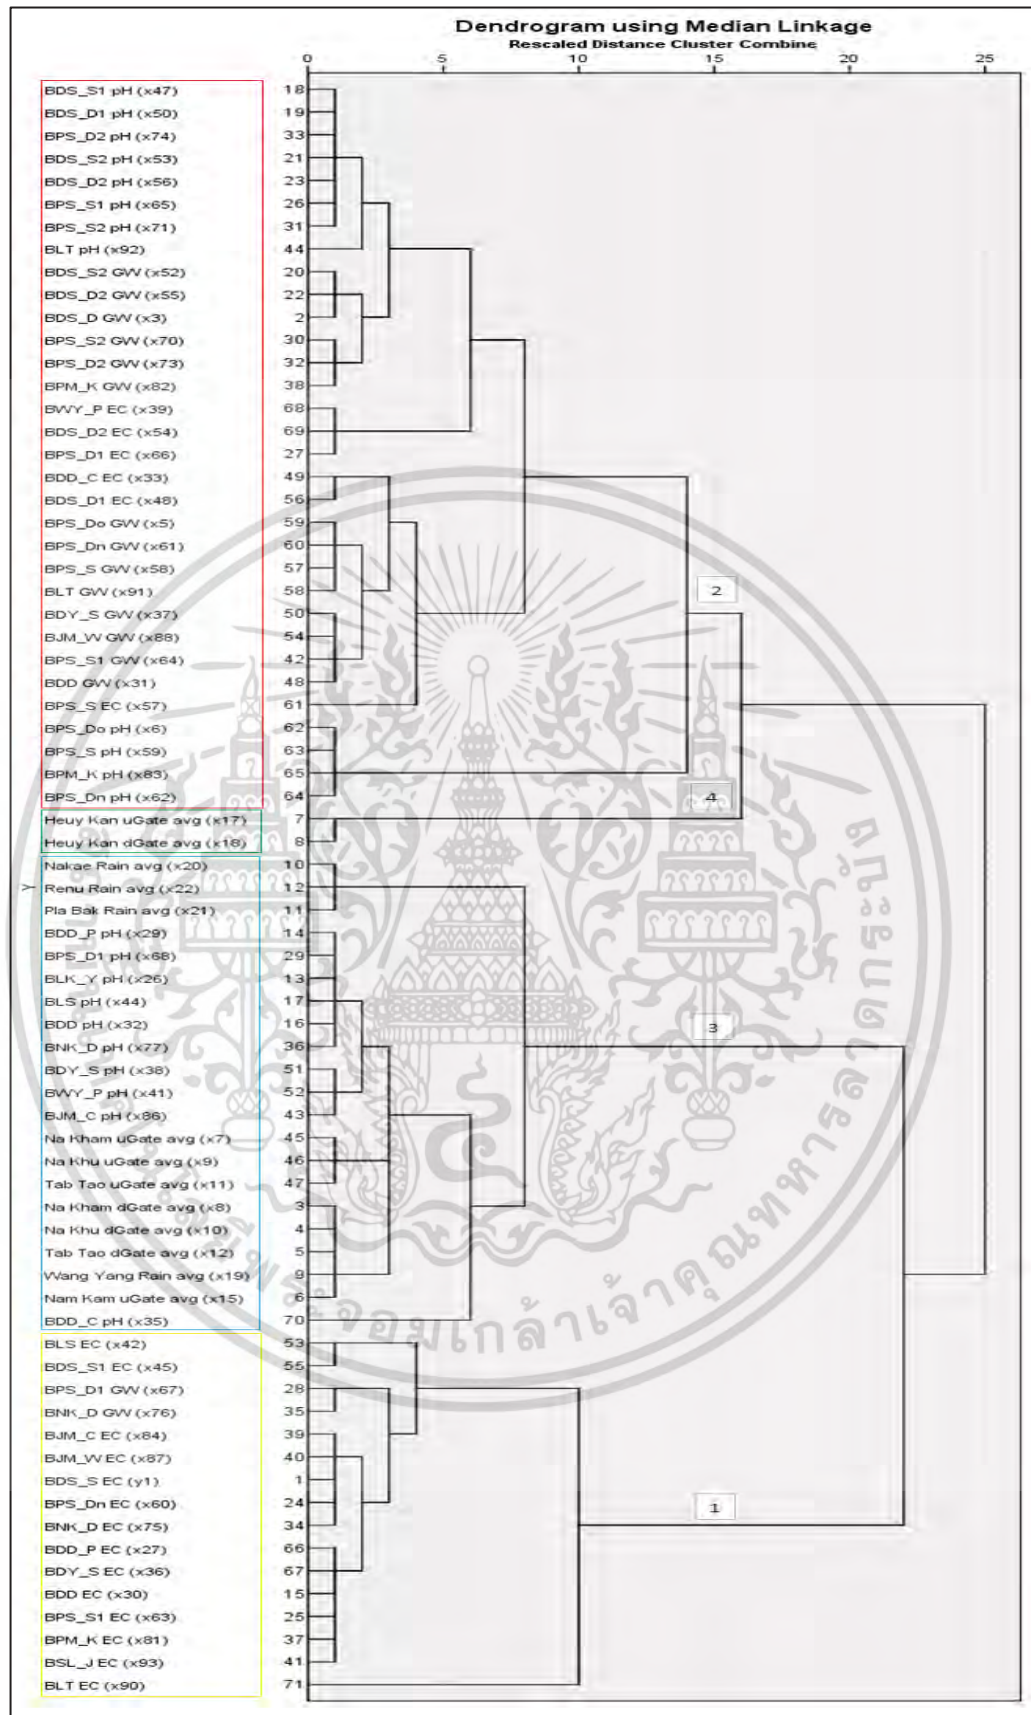 Dendrogram using Median Linkage
Rescaled Distance Cluster Combine
0 5 10 15 20 25
BDS_S1 pH (x47) 18
BDS_D1 pH (x50) 19
BPS_D2 pH (x74) 33
BDS_S2 pH (x53) 21
BDS_D2 pH (x56) 23
BPS_S1 pH (x65) 26
BPS_S2 pH (x71) 31
BLT pH (x92) 44
BDS_S2 GW (x52) 20
BDS_D2 GW (x55) 22
BDS_D GW (x3) 2
BPS_S2 GW (x70) 30
BPS_D2 GW (x73) 32
BPM_K GW (x82) 38
BWY_P EC (x39) 68
BDS_D2 EC (x54) 69
BPS_D1 EC (x66) 27
BDD_C EC (x33) 49
BDS_D1 EC (x48) 56
BPS_Do GW (x5) 59
BPS_Dn GW (x61) 60
BPS_S GW (x58) 57
BLT GW (x91) 58
2
BDY_S GW (x37) 50
BJM_W GW (x88) 54
BPS_S1 GW (x64) 42
BDD GW (x31) 48
BPS_S EC (x57) 61
BPS_Do pH (x6) 62
BPS_S pH (x59) 63
BPM_K pH (x83) 65
BPS_Dn pH (x62) 64
4
Heuy Kan uGate avg (x17) 7
Heuy Kan dGate avg (x18) 8
Nakae Rain avg (x20) 10
Y Renu Rain avg (x22) 12
Pla Bak Rain avg (x21) 11
BDD_P pH (x29) 14
BPS_D1 pH (x68) 29
BLK_Y pH (x26) 13
BLS pH (x44) 17
BDD pH (x32) 16
3
BNK_D pH (x77) 36
BDY_S pH (x38) 51
BWY_P pH (x41) 52
BJM_C pH (x86) 43
Na Kham uGate avg (x7) 45
Na Khu uGate avg (x9) 46
Tab Tao uGate avg (x11) 47
Na Kham dGate avg (x8) 3
Na Khu dGate avg (x10) 4
Tab Tao dGate avg (x12) 5
Wang Yang Rain avg (x19) 9
Nam Kam uGate avg (x15) 6
BDD_C pH (x35) 70
BLS EC (x42) 53
BDS_S1 EC (x45) 55
BPS_D1 GW (x67) 28
BNK_D GW (x76) 35
BJM_C EC (x84) 39
BJM_W EC (x87) 40
BDS_S EC (y1) 1
BPS_Dn EC (x60) 24
1
BNK_D EC (x75) 34
BDD_P EC (x27) 66
BDY_S EC (x36) 67
BDD EC (x30) 15
BPS_S1 EC (x63) 25
BPM_K EC (x81) 37
BSL_J EC (x93) 41
BLT EC (x90) 71